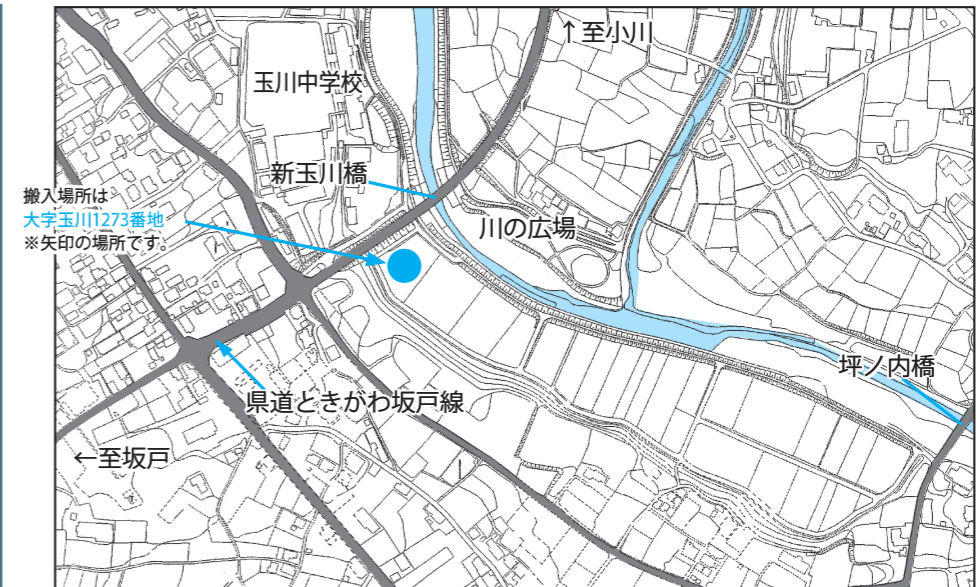 ↑至小川
玉川中学校
新玉川橋
搬入場所は
大字玉川1273番地
※矢印の場所です。
川の広場
坪ノ内橋
県道ときがわ坂戸線
←至坂戸